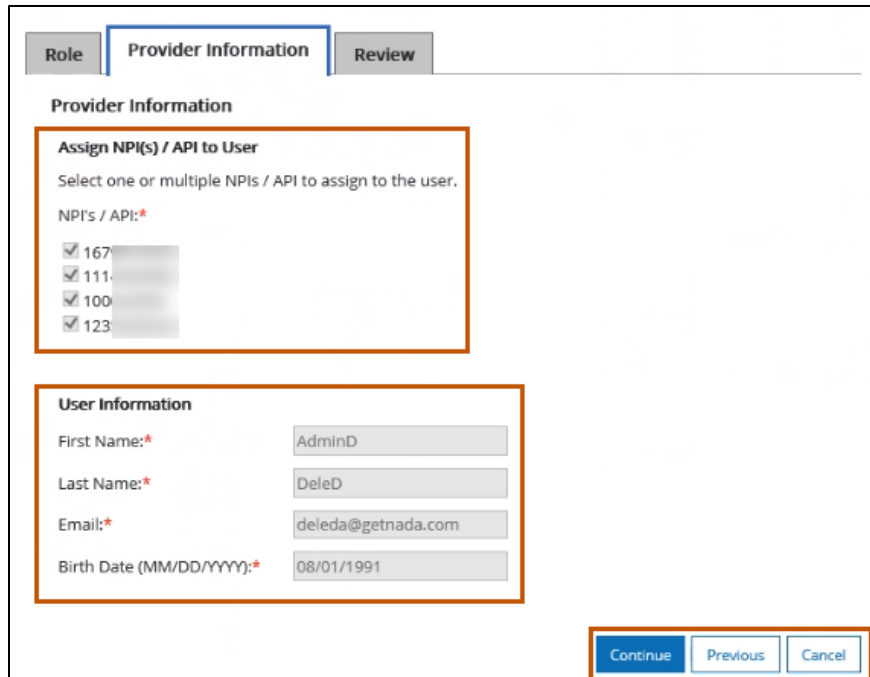 Role Provider Information Review
Provider Information
Assign NPI(s) / API to User
Select one or multiple NPIs / API to assign to the user.
NPI's / API:*
167
111
100
123
User Information
First Name:* AdminD
Last Name:* DeleD
Email:* deleda@getnada.com
Birth Date (MM/DD/YYYY):* 08/01/1991
Continue Previous Cancel